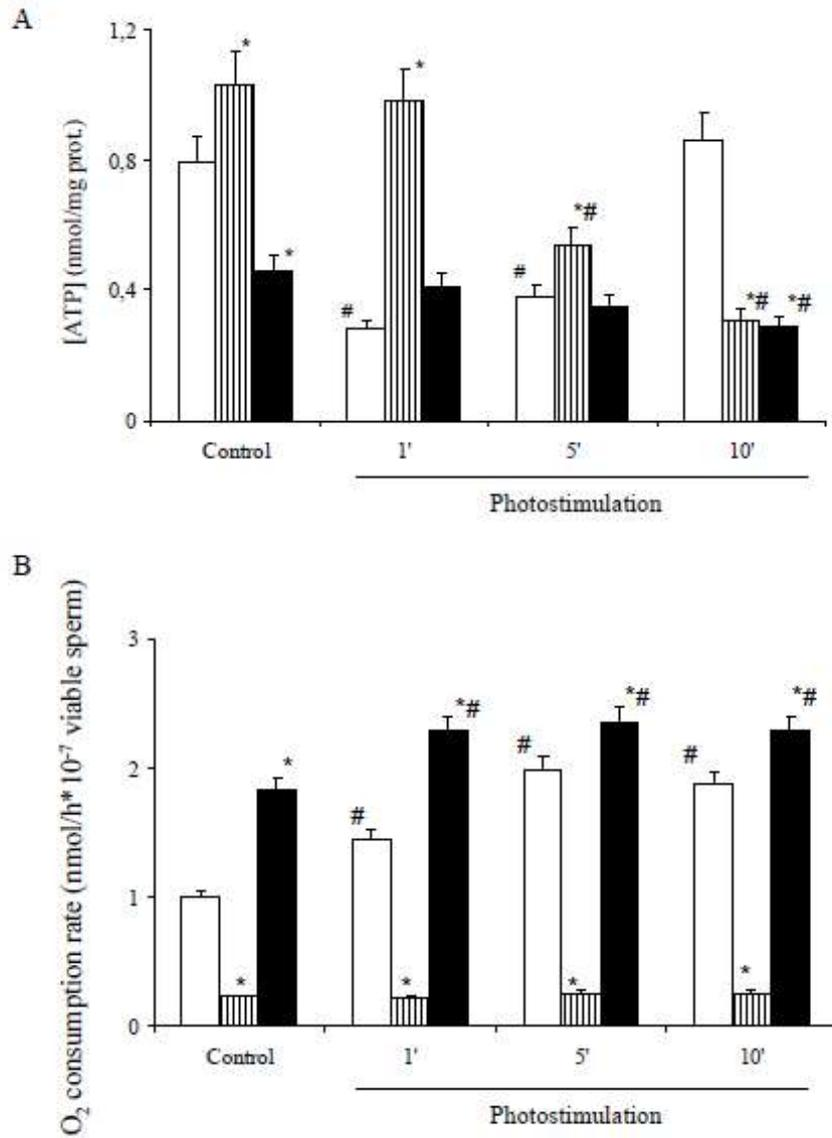 A
[ATP] (nmol/mg prot.)
1,2
0,8
0,4
0
* * # * *# # *# *#
Control 1' 5' 10'
Photostimulation
B
O₂ consumption rate (nmol/h*10⁻⁷ viable sperm)
3
2
1
0
* * # * *# # * *# # * *#
Control 1' 5' 10'
Photostimulation